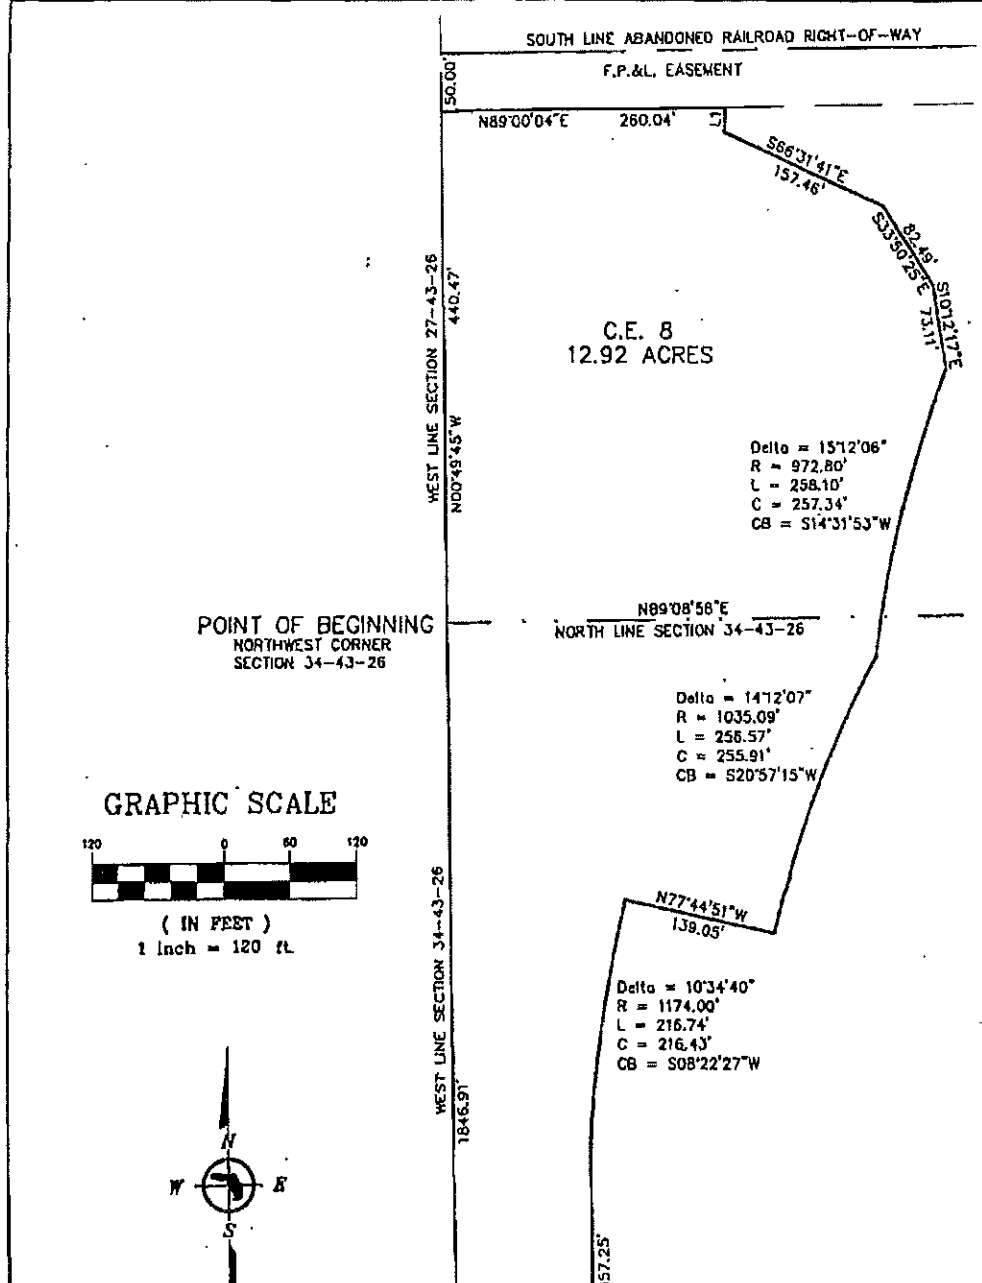 SOUTH LINE ABANDONED RAILROAD RIGHT-OF-WAY
F.P.&L. EASEMENT
50.00'
N89°00'04"E 260.04'
L1
S66°31'41"E
157.46'
82.49'
S33°50'25"E
S10°12'17"E
73.11'
WEST LINE SECTION 27-43-26
440.47'
N00°49'45"W
C.E. 8
12.92 ACRES
Delta = 15°12'06"
R = 972.80'
L = 258.10'
C = 257.34'
CB = S14°31'53"W
N89°08'58"E
NORTH LINE SECTION 34-43-26
POINT OF BEGINNING
NORTHWEST CORNER
SECTION 34-43-26
Delta = 14°12'07"
R = 1035.09'
L = 256.57'
C = 255.91'
CB = S20°57'15"W
GRAPHIC SCALE
120 0 60 120
( IN FEET )
1 inch = 120 ft.
N77°44'51"W
139.05'
WEST LINE SECTION 34-43-26
1846.91'
Delta = 10°34'40"
R = 1174.00'
L = 216.74'
C = 216.43'
CB = S08°22'27"W
N
W E
S
57.25'